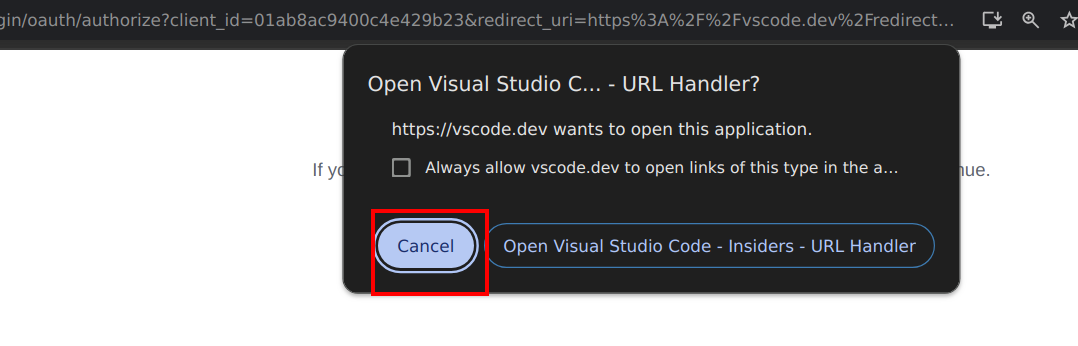 gin/oauth/authorize?client_id=01ab8ac9400c4e429b23&redirect_uri=https%3A%2F%2Fvscode.dev%2Fredirect...
Open Visual Studio C... - URL Handler?
https://vscode.dev wants to open this application.
Always allow vscode.dev to open links of this type in the a...
If yo
nue.
Cancel
Open Visual Studio Code - Insiders - URL Handler